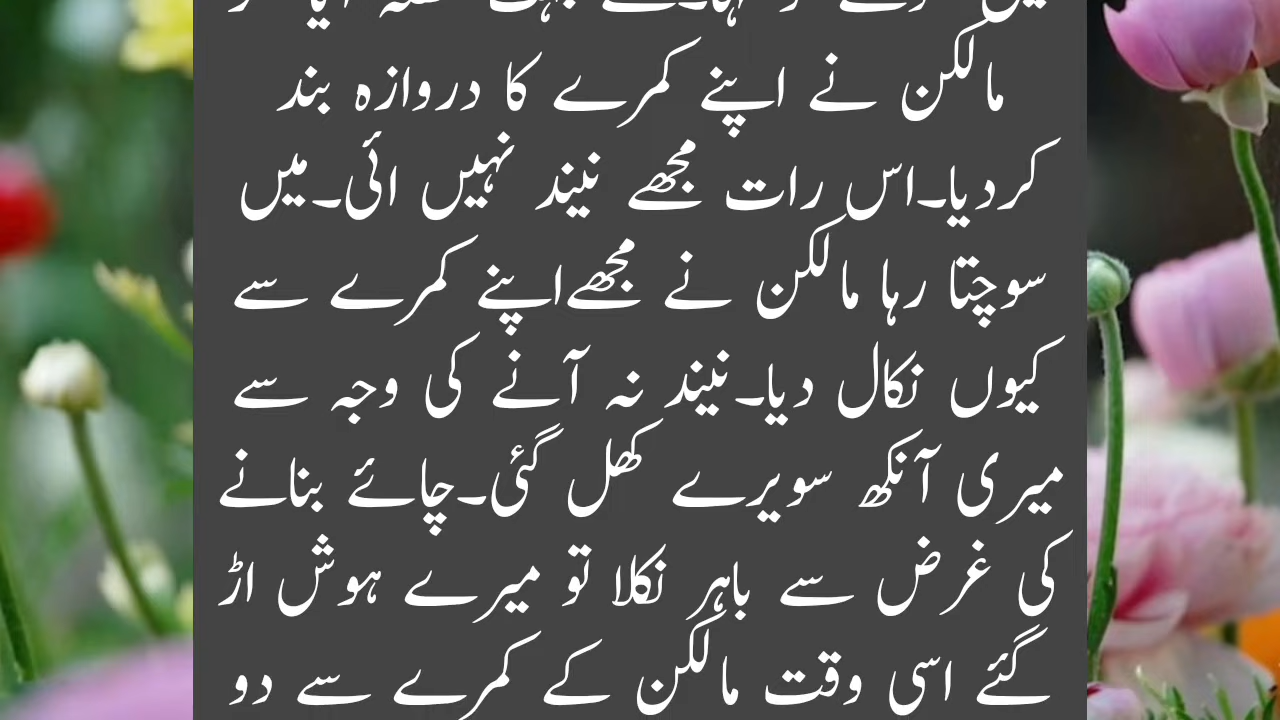 مالکن نے اپنے کمرے کا دروازہ بند
کردیا۔اس رات مجھے نیند نہیں ائی۔میں
سوچتا رہا مالکن نے مجھےاپنے کمرے سے
کیوں نکال دیا۔نیند نہ آنے کی وجہ سے
میری آنکھ سویرے کھل گئی۔چائے بنانے
کی غرض سے باہر نکلا تو میرے ہوش اڑ
گئے اسی وقت مالکن کے کمرے سے دو